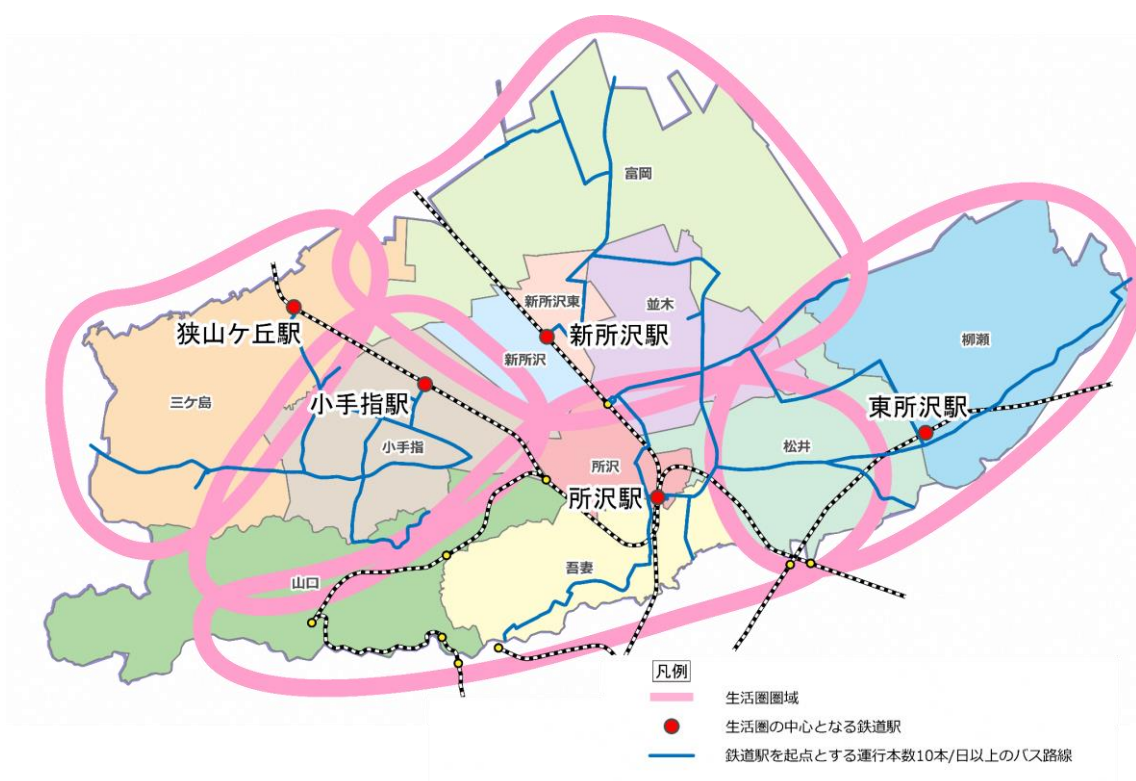 富岡
新所沢東
並木
狭山ケ丘駅
新所沢駅
新所沢
柳瀬
三ケ島
小手指駅
東所沢駅
小手指
松井
所沢
所沢駅
吾妻
山口
凡例
生活圏圏域
生活圏の中心となる鉄道駅
鉄道駅を起点とする運行本数10本/日以上のバス路線